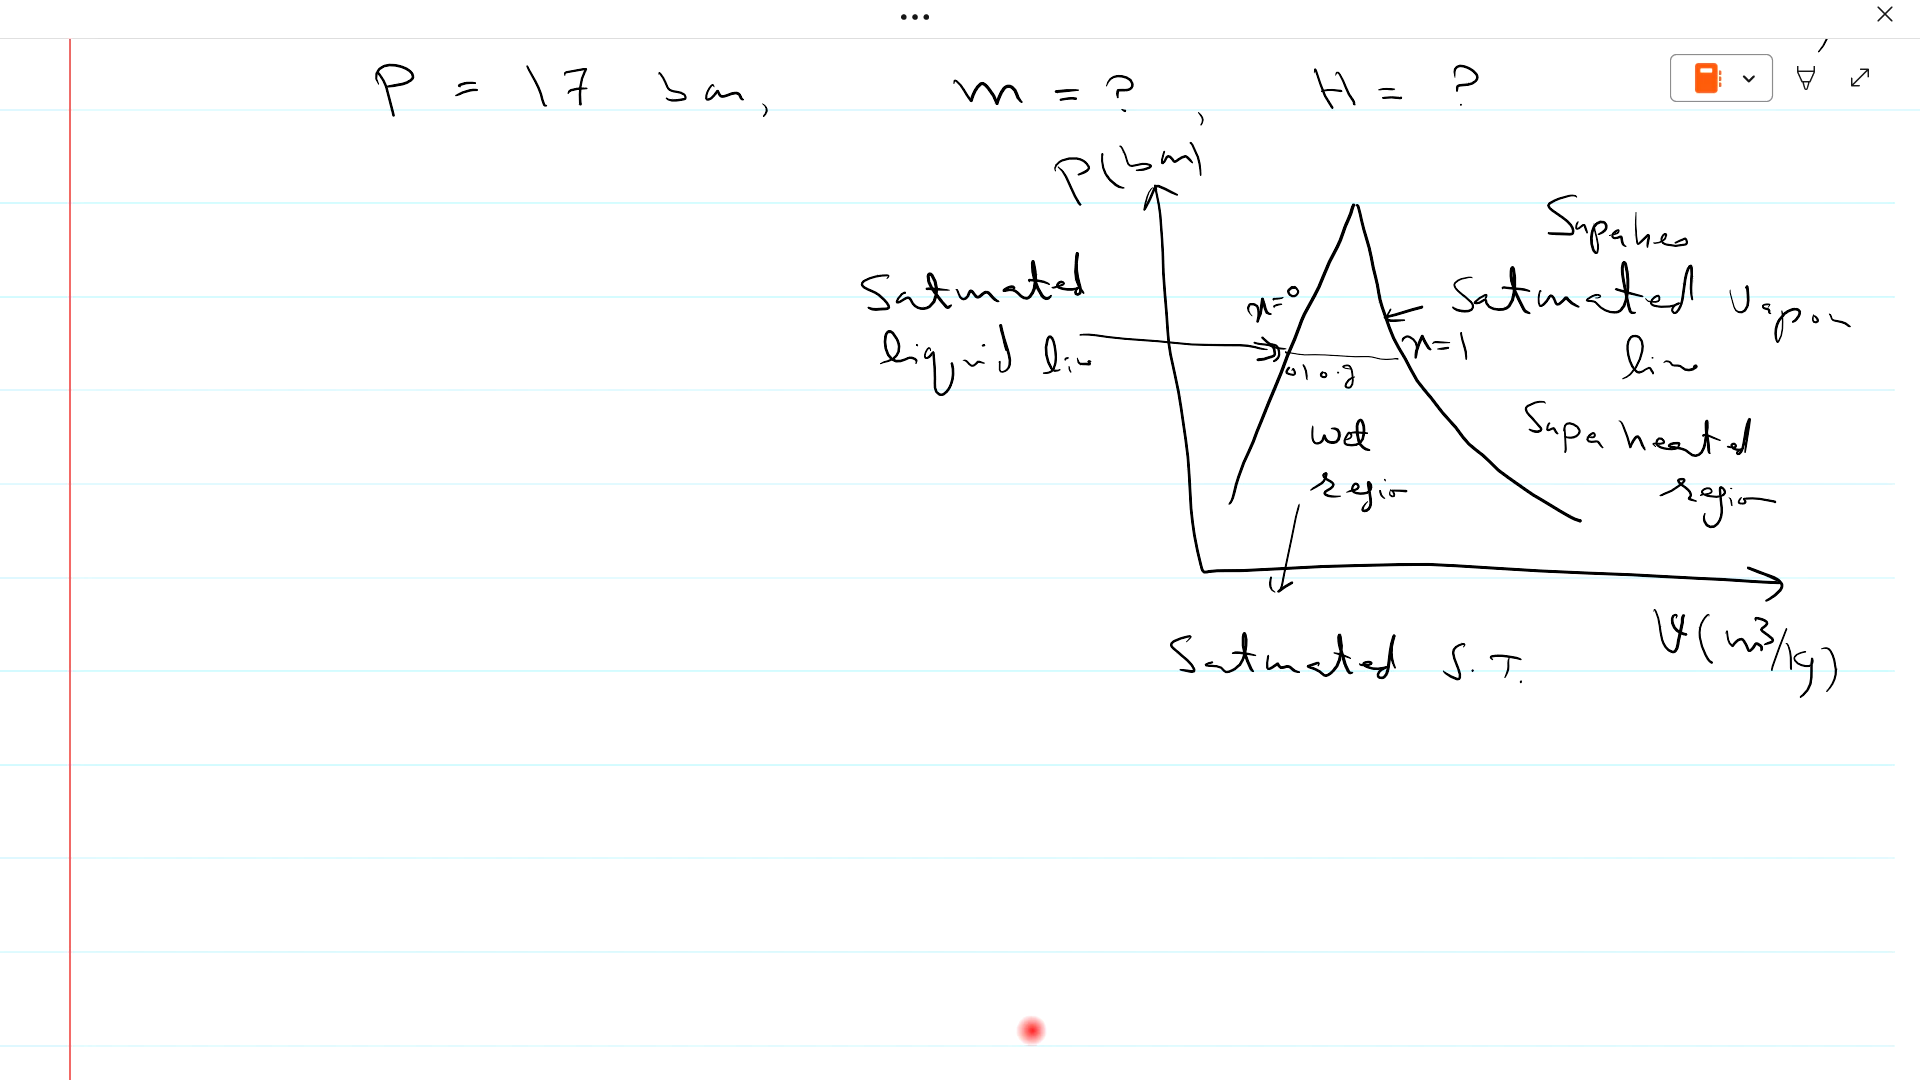 P = 17 bar, m = ?, H = ?
P(bar)
Superhea
Saturated
liquid line
x=0
Saturated vapor
line
x=1
0.9
wet
region
Superheated
region
V(m³/kg)
Saturated S.T.